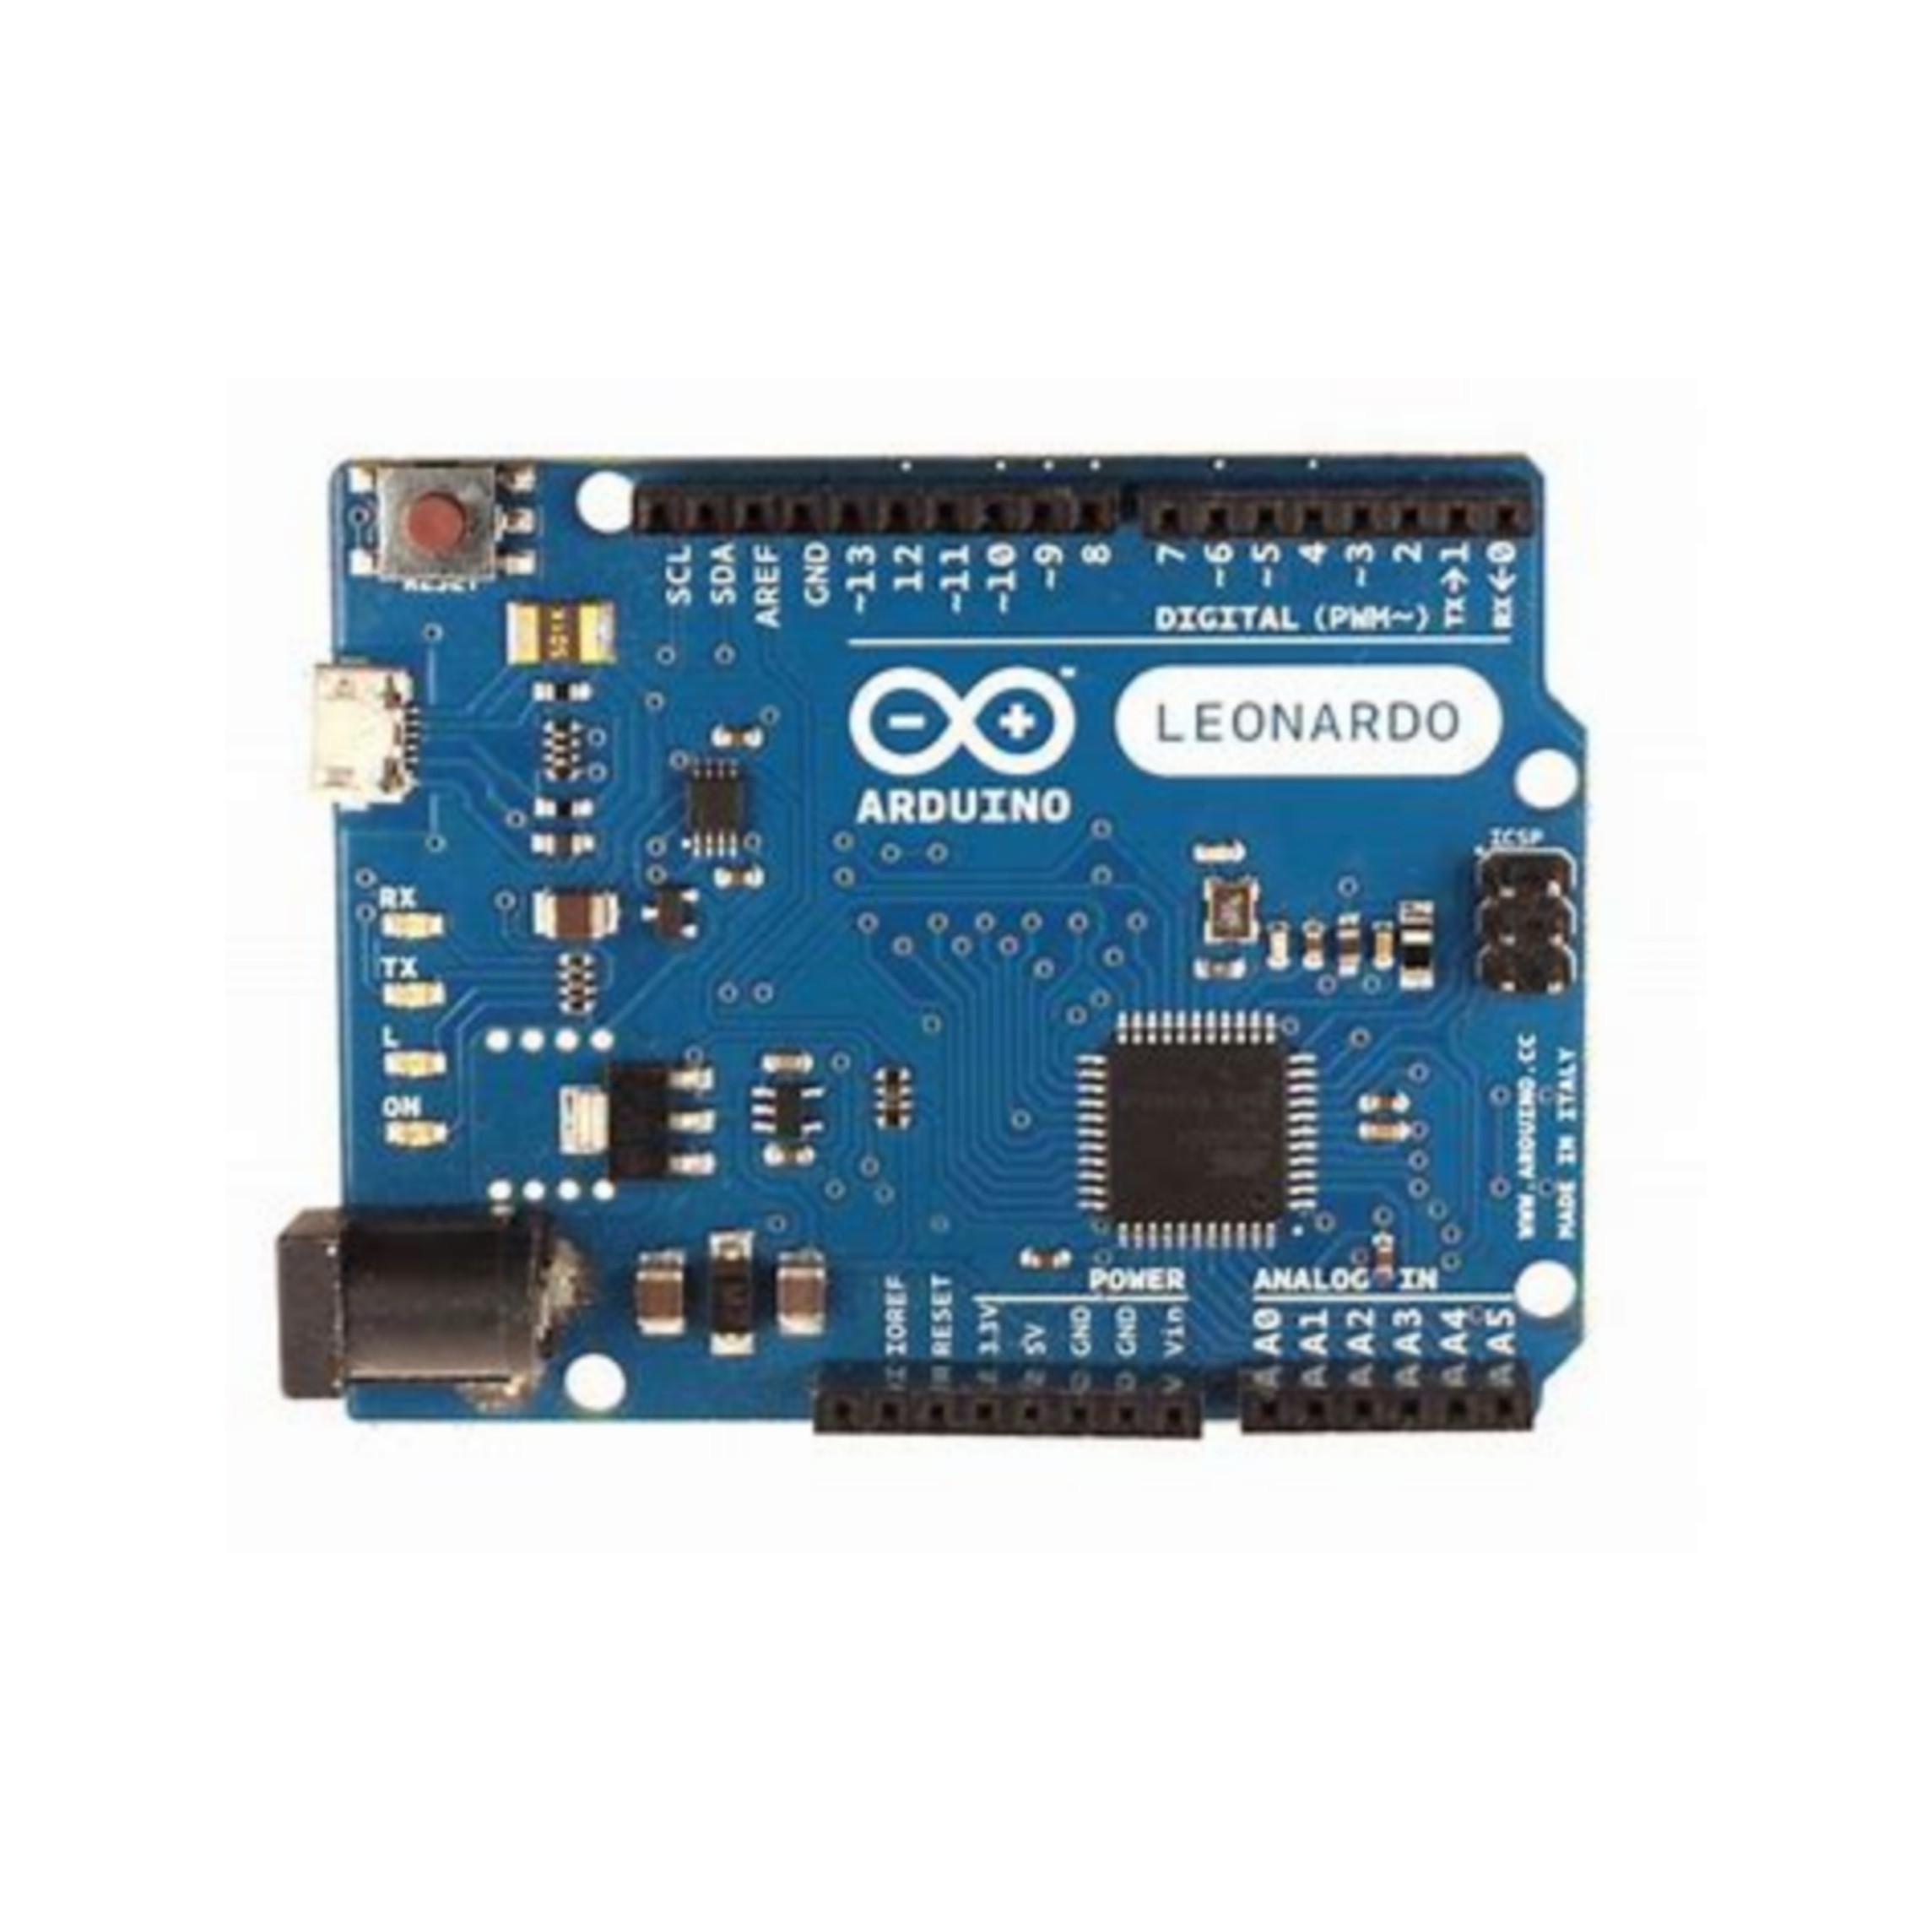 RESET
SCL
SDA
AREF
GND
~13
12
~11
~10
~9
8
7
~6
~5
4
~3
2
TX→1
RX←0
DIGITAL (PWM~)
LEONARDO
ARDUINO
ICSP
RX
TX
L
ON
WWW.ARDUINO.CC
MADE IN ITALY
POWER
ANALOG IN
IOREF
RESET
3.3V
5V
GND
GND
Vin
A0
A1
A2
A3
A4
A5